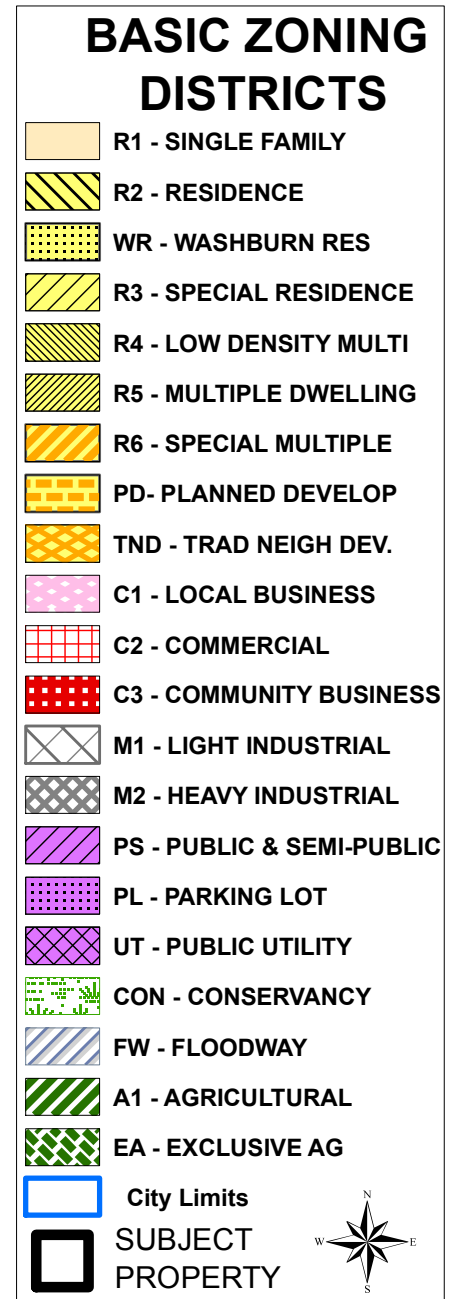 BASIC ZONING
DISTRICTS
R1 - SINGLE FAMILY
R2 - RESIDENCE
WR - WASHBURN RES
R3 - SPECIAL RESIDENCE
R4 - LOW DENSITY MULTI
R5 - MULTIPLE DWELLING
R6 - SPECIAL MULTIPLE
PD- PLANNED DEVELOP
TND - TRAD NEIGH DEV.
C1 - LOCAL BUSINESS
C2 - COMMERCIAL
C3 - COMMUNITY BUSINESS
M1 - LIGHT INDUSTRIAL
M2 - HEAVY INDUSTRIAL
PS - PUBLIC & SEMI-PUBLIC
PL - PARKING LOT
UT - PUBLIC UTILITY
CON - CONSERVANCY
FW - FLOODWAY
A1 - AGRICULTURAL
EA - EXCLUSIVE AG
City Limits
SUBJECT
PROPERTY
N
W E
S